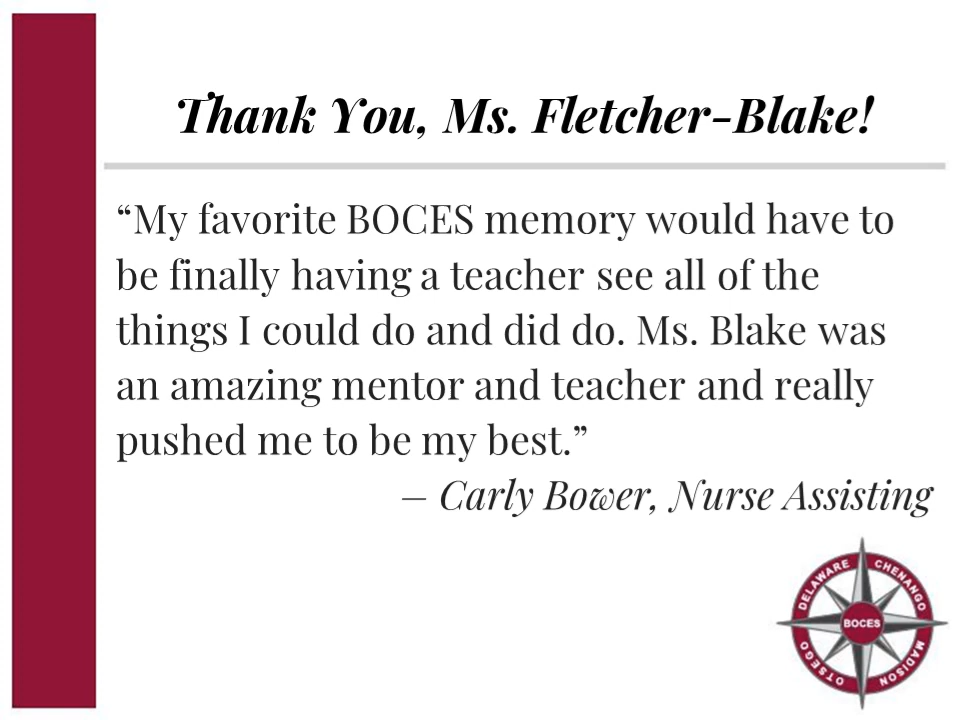 Thank You, Ms. Fletcher-Blake!
“My favorite BOCES memory would have to
be finally having a teacher see all of the
things I could do and did do. Ms. Blake was
an amazing mentor and teacher and really
pushed me to be my best.”
– Carly Bower, Nurse Assisting
DELAWARE
CHENANGO
BOCES
OTSEGO
MADISON